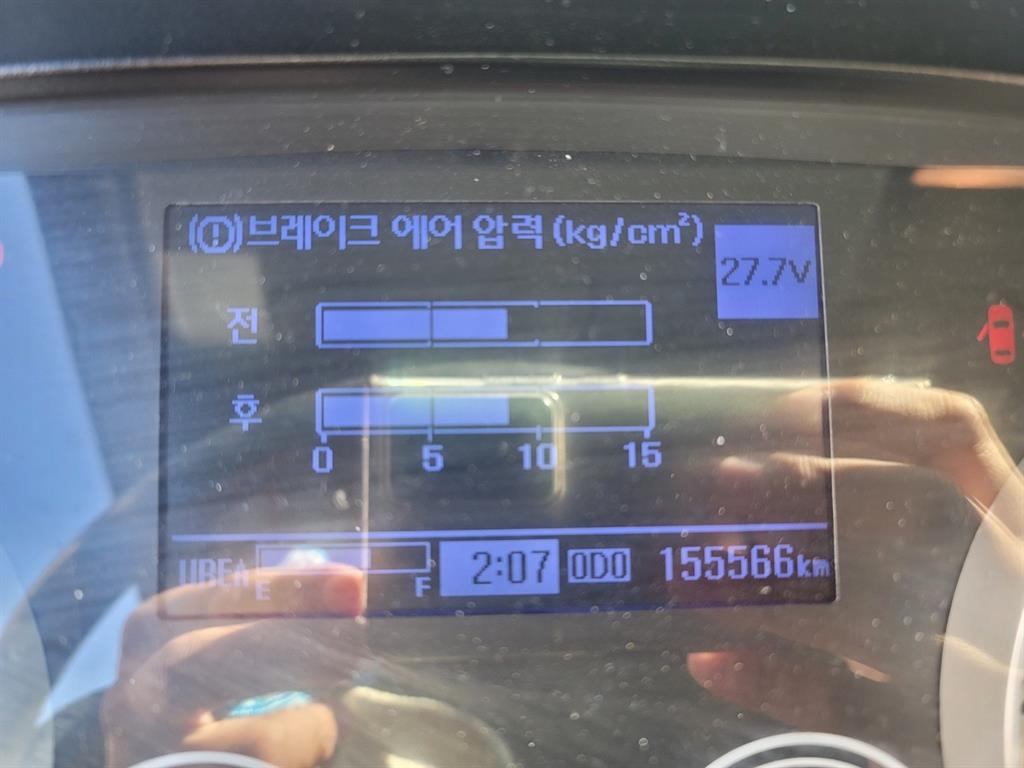 브레이크 에어 압력 (kg/cm²)
27.7V
전
후
0 5 10 15
UREA E F 2:07 ODO 155566km